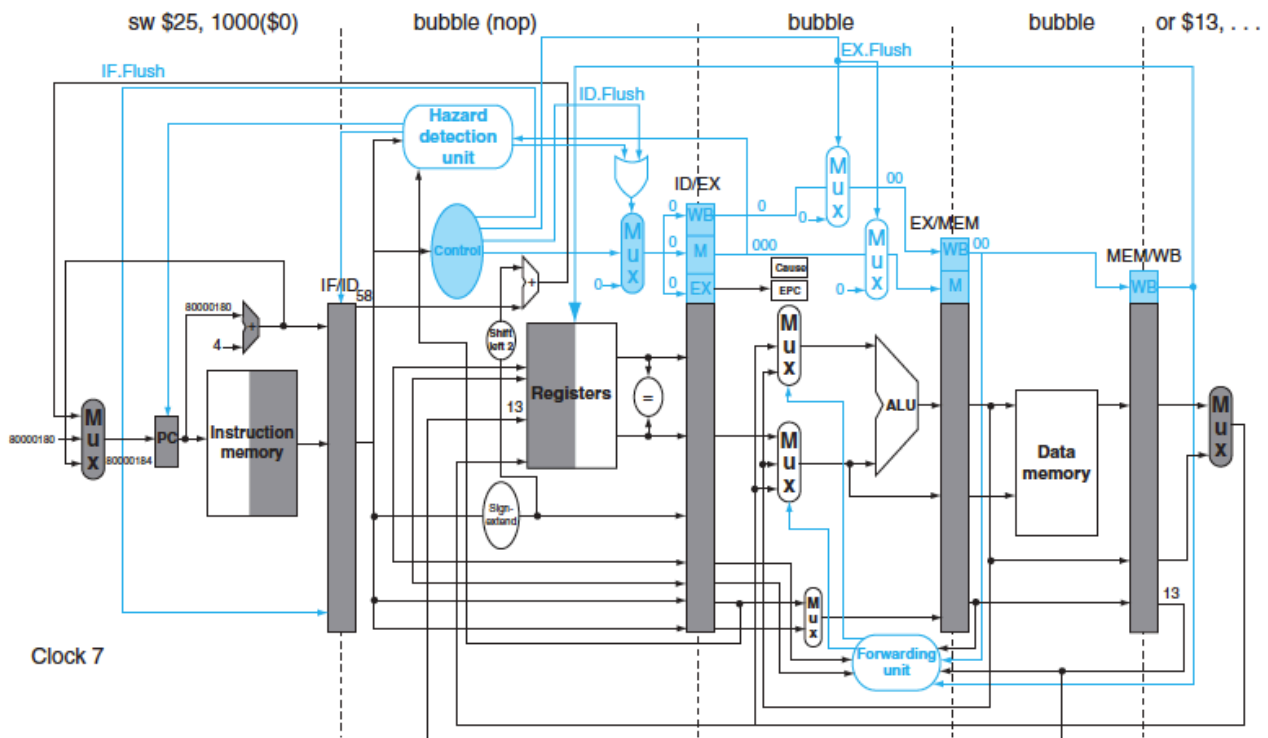 sw $25, 1000($0)
bubble (nop)
bubble
bubble
or $13, . . .
IF.Flush
EX.Flush
ID.Flush
Hazard
detection
unit
Mux
ID/EX
0
00
EX/MEM
0
WB
0
WB
00
MEM/WB
Control
Mux
0
M
000
Mux
Cause
M
WB
IF/ID
0
0
EX
EPC
0
58
80000180
+
+
4
Shift
left 2
Mux
ALU
Registers
=
13
Mux
80000180
80000184
PC
Instruction
memory
Mux
Data
memory
Mux
Sign-
extend
13
Mux
Forwarding
unit
Clock 7